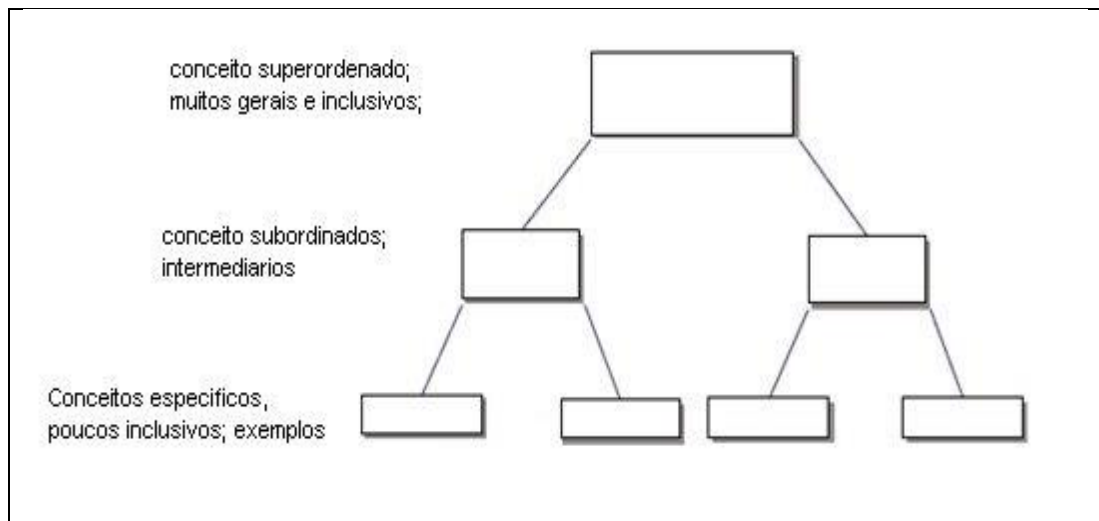 conceito superordenado;
muitos gerais e inclusivos;
conceito subordinados;
intermediarios
Conceitos especificos,
poucos inclusivos; exemplos